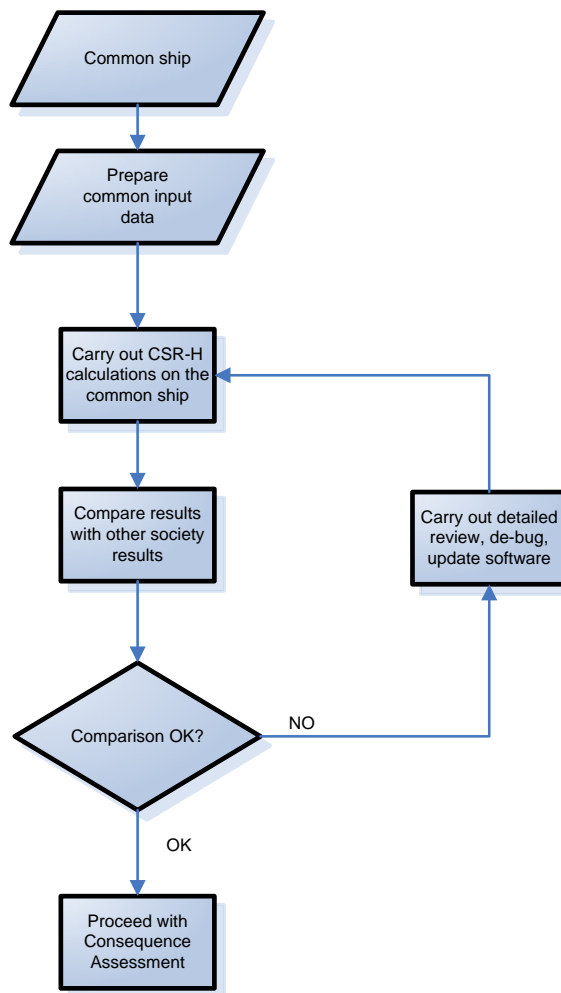 Common ship
Prepare
common input
data
Carry out CSR-H
calculations on the
common ship
Compare results
with other society
results
Carry out detailed
review, de-bug,
update software
Comparison OK?
NO
OK
Proceed with
Consequence
Assessment